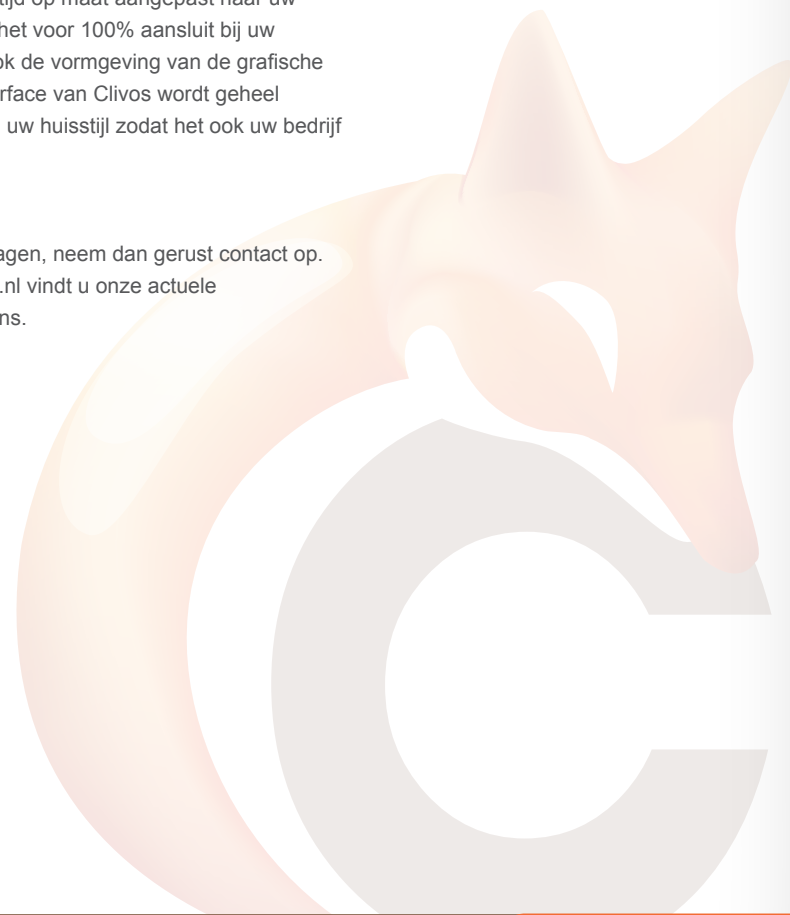 tijd op maat aangepast naar uw
het voor 100% aansluit bij uw
ok de vormgeving van de grafische
rface van Clivos wordt geheel
uw huisstijl zodat het ook uw bedrijf
agen, neem dan gerust contact op.
.nl vindt u onze actuele
ns.
C